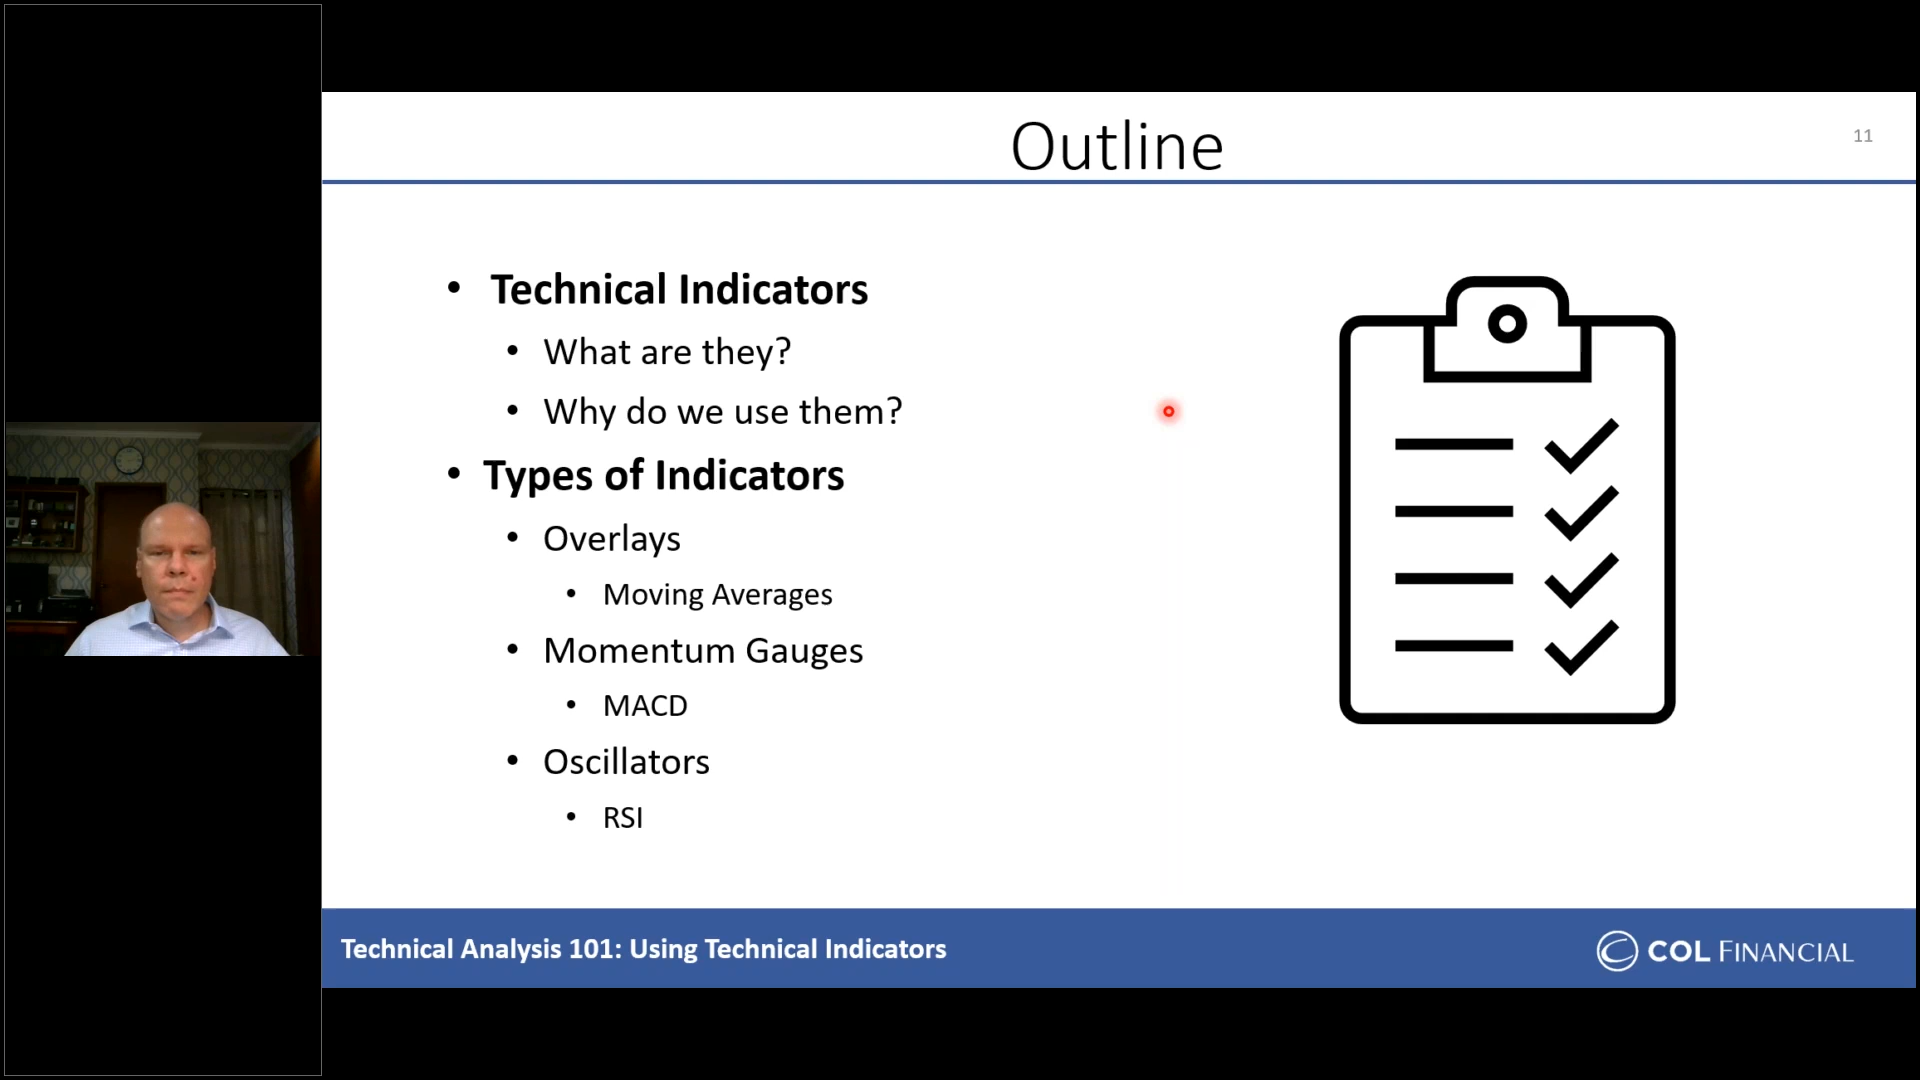 Outline
11
• Technical Indicators
• What are they?
• Why do we use them?
• Types of Indicators
• Overlays
• Moving Averages
• Momentum Gauges
• MACD
• Oscillators
• RSI
Technical Analysis 101: Using Technical Indicators
COL FINANCIAL